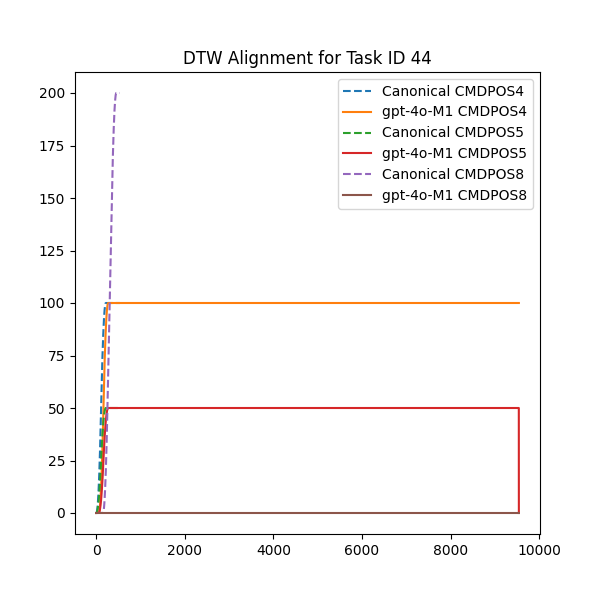 DTW Alignment for Task ID 44
Canonical CMDPOS4
gpt-4o-M1 CMDPOS4
Canonical CMDPOS5
gpt-4o-M1 CMDPOS5
Canonical CMDPOS8
gpt-4o-M1 CMDPOS8
200
175
150
125
100
75
50
25
0
0 2000 4000 6000 8000 10000